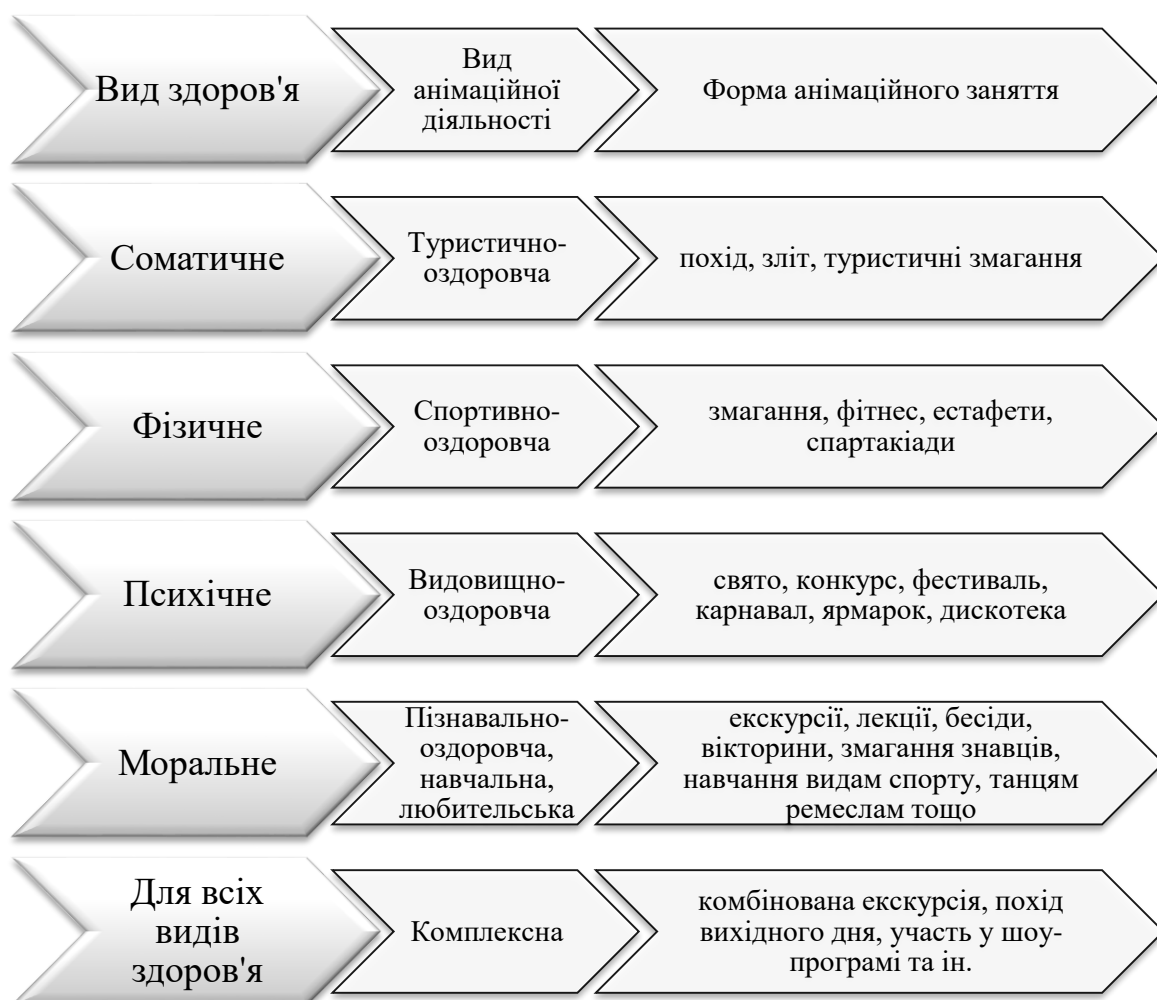 Вид здоров'я
Вид
анімаційної
діяльності
Форма анімаційного заняття
Соматичне
Туристично-
оздоровча
похід, зліт, туристичні змагання
Фізичне
Спортивно-
оздоровча
змагання, фітнес, естафети,
спартакіади
Психічне
Видовищно-
оздоровча
свято, конкурс, фестиваль,
карнавал, ярмарок, дискотека
Моральне
Пізнавально-
оздоровча,
навчальна,
любительська
екскурсії, лекції, бесіди,
вікторини, змагання знавців,
навчання видам спорту, танцям
ремеслам тощо
Для всіх
видів
здоров'я
Комплексна
комбінована екскурсія, похід
вихідного дня, участь у шоу-
програмі та ін.